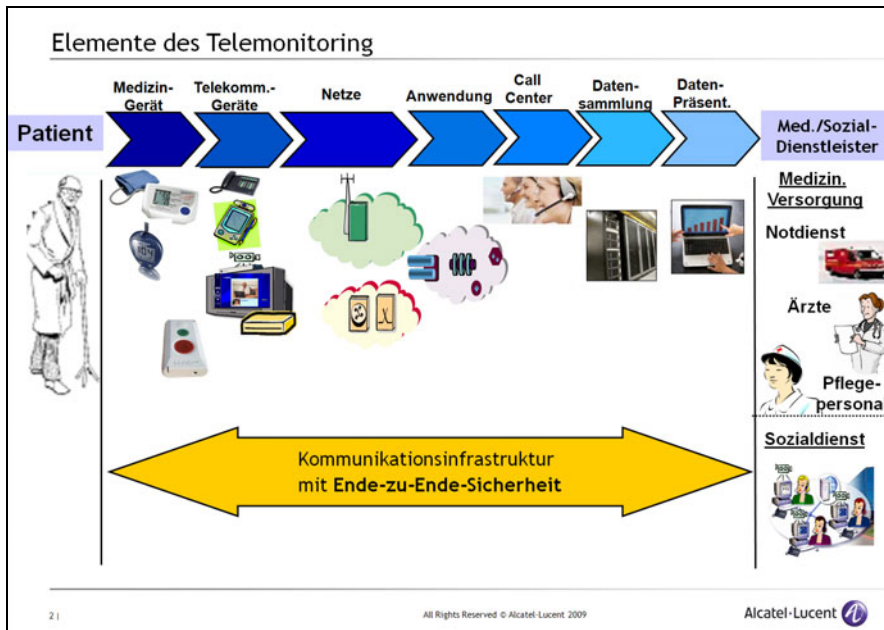 Elemente des Telemonitoring
Patient
Medizin-
Gerät
Telekomm.-
Geräte
Netze
Anwendung
Call
Center
Daten-
sammlung
Daten-
Präsent.
Med./Sozial-
Dienstleister
Medizin.
Versorgung
Notdienst
Ärzte
Pflege-
personal
Sozialdienst
Kommunikationsinfrastruktur
mit Ende-zu-Ende-Sicherheit
2 |
All Rights Reserved © Alcatel-Lucent 2009
Alcatel·Lucent